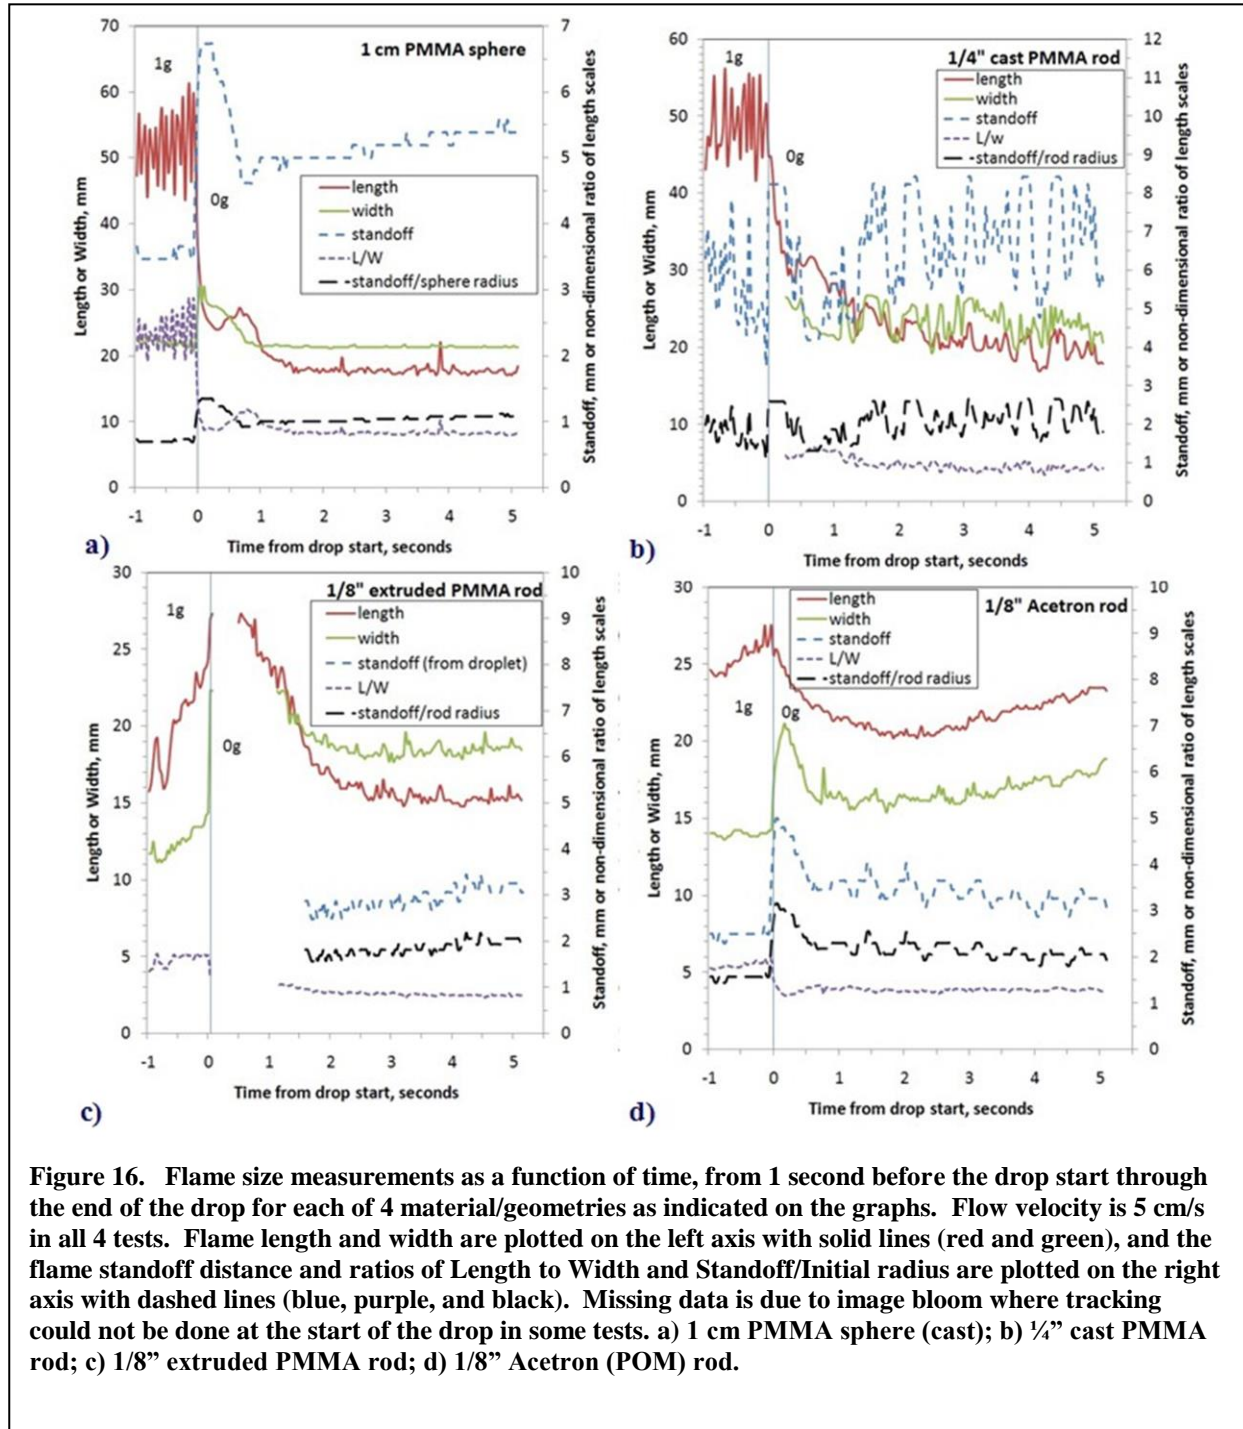 1 cm PMMA sphere
1g
0g
length
width
standoff
L/W
standoff/sphere radius
70
60
50
40
30
20
10
0
7
6
5
4
3
2
1
0
-1 0 1 2 3 4 5
Length or Width, mm
Standoff, mm or non-dimensional ratio of length scales
Time from drop start, seconds
a)
1/4" cast PMMA rod
1g
0g
length
width
standoff
L/w
standoff/rod radius
60
50
40
30
20
10
0
12
11
10
9
8
7
6
5
4
3
2
1
0
-1 0 1 2 3 4 5
Length or Width, mm
Standoff, mm or non-dimensional ratio of length scales
Time from drop start, seconds
b)
1/8" extruded PMMA rod
1g
0g
length
width
standoff (from droplet)
L/W
standoff/rod radius
30
25
20
15
10
5
0
10
9
8
7
6
5
4
3
2
1
0
-1 0 1 2 3 4 5
Length or Width, mm
Standoff, mm or non-dimensional ratio of length scales
Time from drop start, seconds
c)
1/8" Acetron rod
1g
0g
length
width
standoff
L/W
standoff/rod radius
30
25
20
15
10
5
0
10
9
8
7
6
5
4
3
2
1
0
-1 0 1 2 3 4 5
Length or Width, mm
Standoff, mm or non-dimensional ratio of length scales
Time from drop start, seconds
d)
Figure 16. Flame size measurements as a function of time, from 1 second before the drop start through
the end of the drop for each of 4 material/geometries as indicated on the graphs. Flow velocity is 5 cm/s
in all 4 tests. Flame length and width are plotted on the left axis with solid lines (red and green), and the
flame standoff distance and ratios of Length to Width and Standoff/Initial radius are plotted on the right
axis with dashed lines (blue, purple, and black). Missing data is due to image bloom where tracking
could not be done at the start of the drop in some tests. a) 1 cm PMMA sphere (cast); b) ¼” cast PMMA
rod; c) 1/8” extruded PMMA rod; d) 1/8” Acetron (POM) rod.